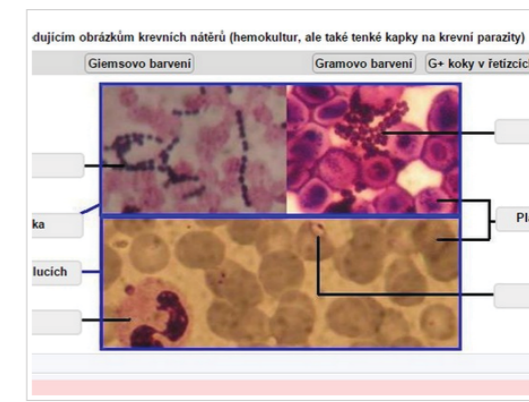 dujícím obrázkům krevních nátěrů (hemokultur, ale také tenké kapky na krevní parazity)
Giemsovo barvení Gramovo barvení G+ koky v řetízcíc
ka
Pl
lucích